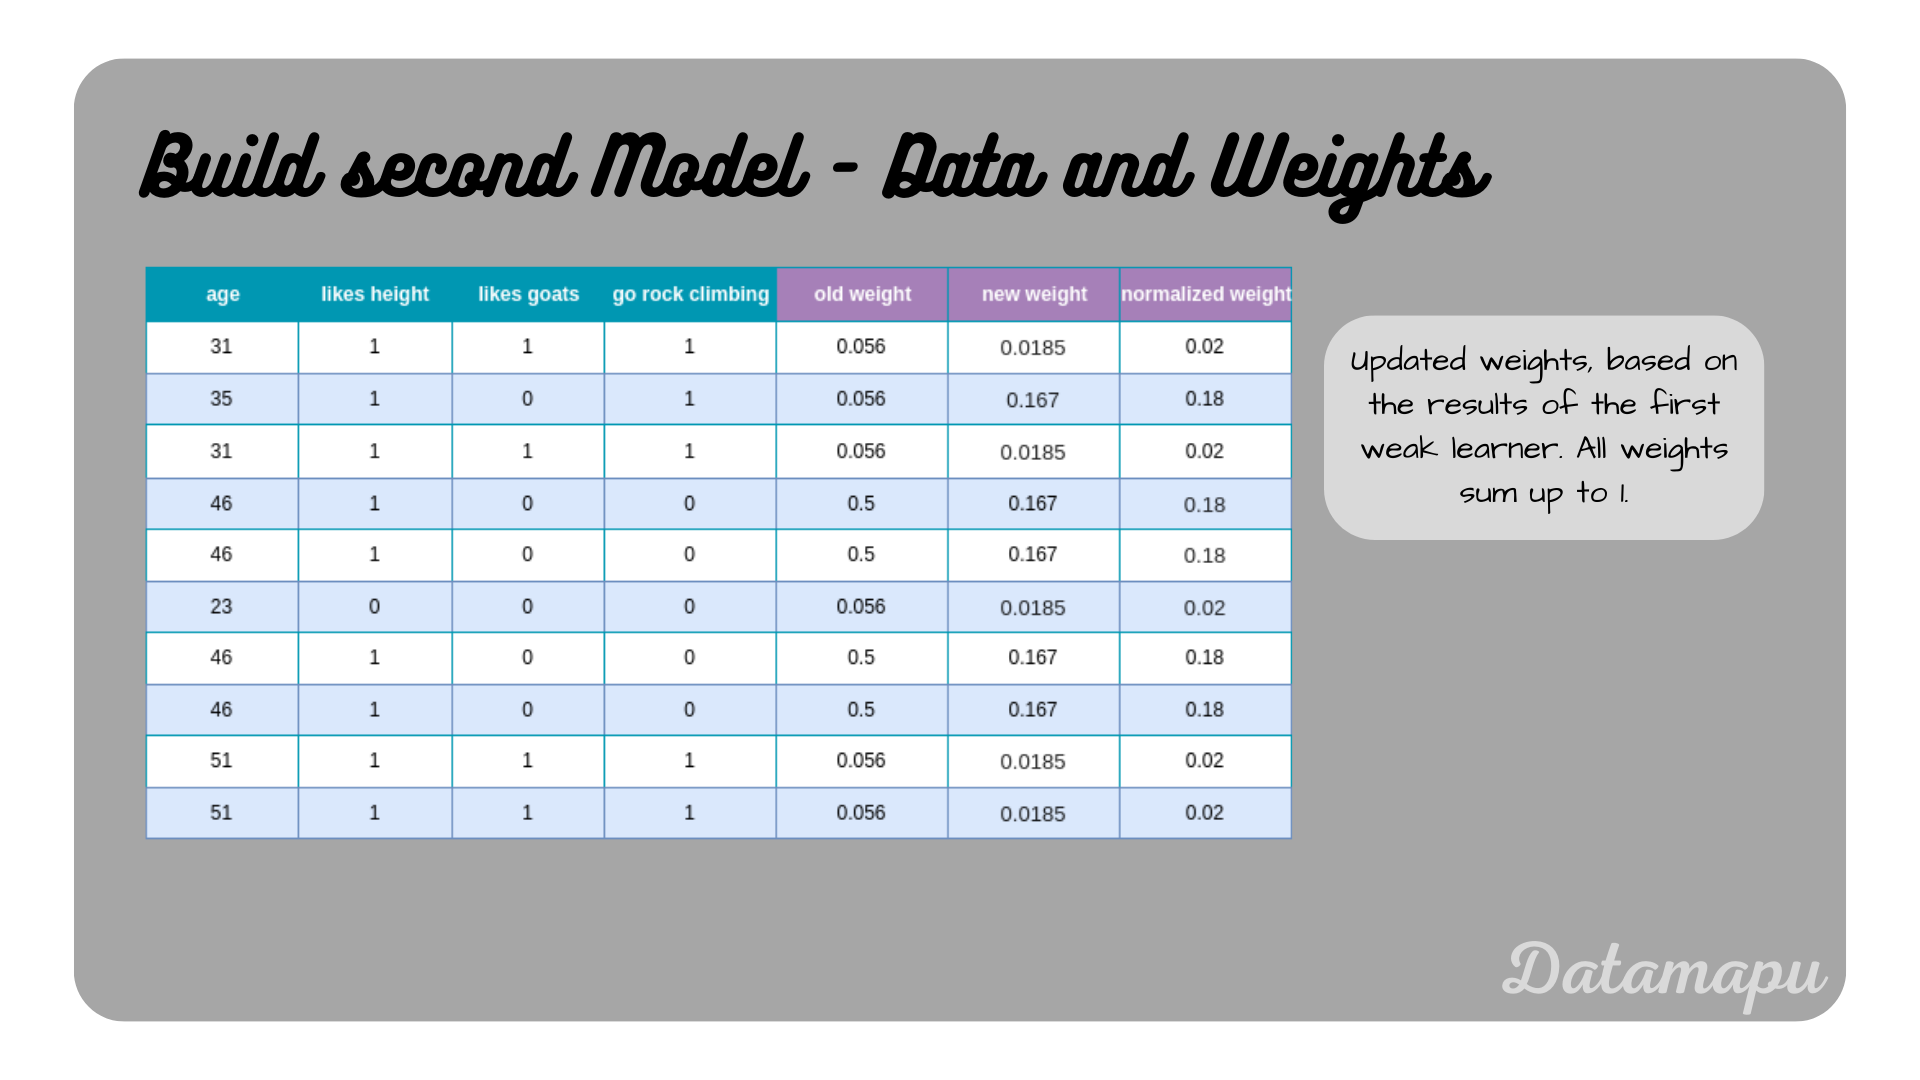 Build second Model - Data and Weights
age likes height likes goats go rock climbing old weight new weight normalized weight
31 1 1 1 0.056 0.0185 0.02
35 1 0 1 0.056 0.167 0.18
31 1 1 1 0.056 0.0185 0.02
46 1 0 0 0.5 0.167 0.18
46 1 0 0 0.5 0.167 0.18
23 0 0 0 0.056 0.0185 0.02
46 1 0 0 0.5 0.167 0.18
46 1 0 0 0.5 0.167 0.18
51 1 1 1 0.056 0.0185 0.02
51 1 1 1 0.056 0.0185 0.02
Updated weights, based on
the results of the first
weak learner. All weights
sum up to 1.
Datamapu